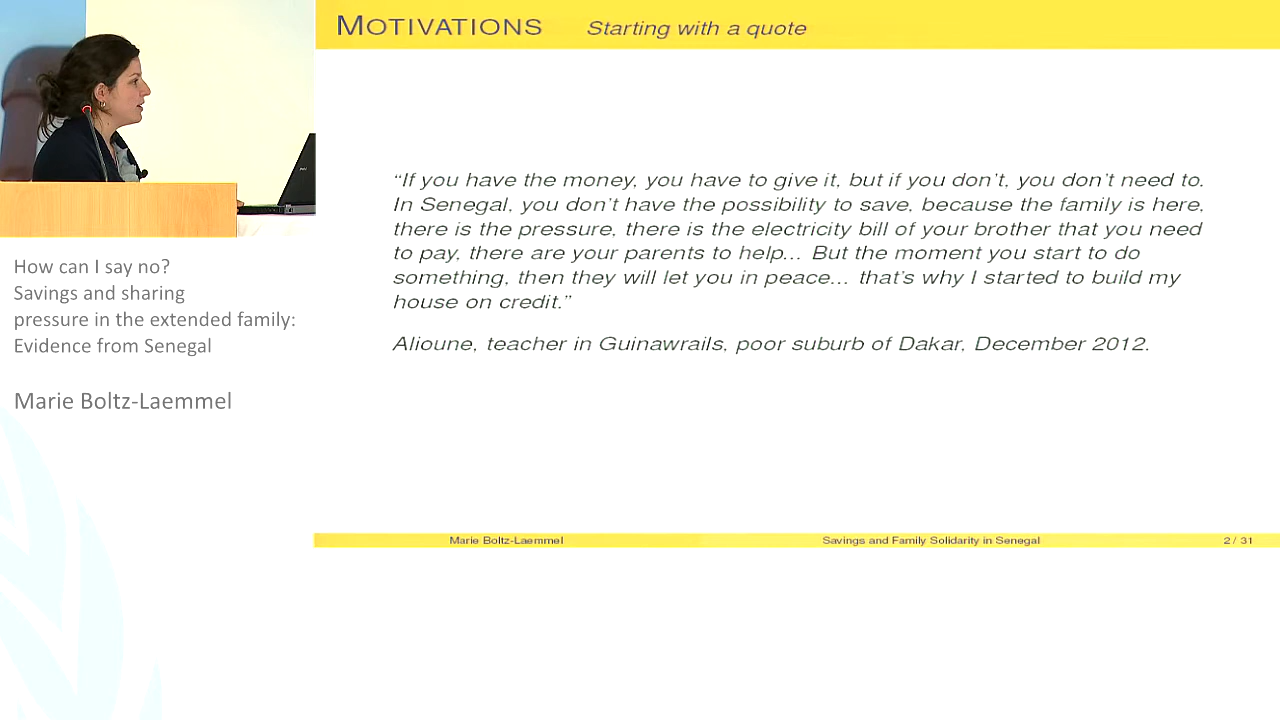 MOTIVATIONS Starting with a quote
“If you have the money, you have to give it, but if you don’t, you don’t need to.
In Senegal, you don’t have the possibility to save, because the family is here,
there is the pressure, there is the electricity bill of your brother that you need
to pay, there are your parents to help... But the moment you start to do
something, then they will let you in peace... that’s why I started to build my
house on credit.”
Alioune, teacher in Guinawrails, poor suburb of Dakar, December 2012.
How can I say no?
Savings and sharing
pressure in the extended family:
Evidence from Senegal
Marie Boltz-Laemmel
Marie Boltz-Laemmel Savings and Family Solidarity in Senegal 2 / 31